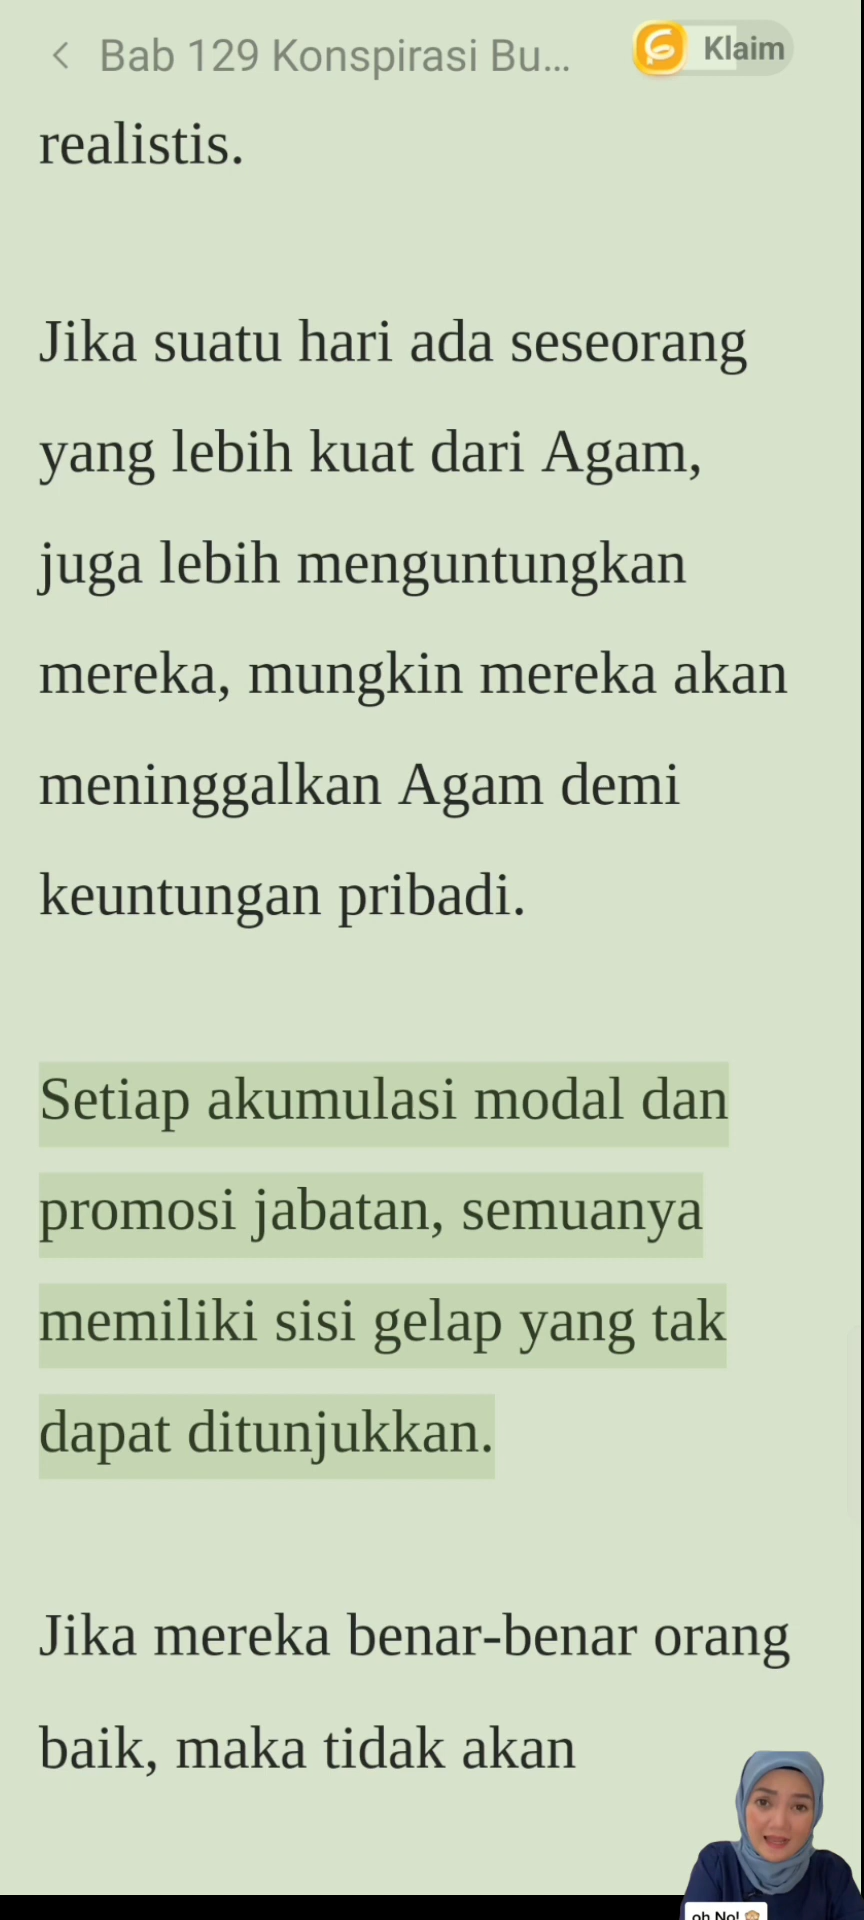 Bab 129 Konspirasi Bu...
Klaim
realistis.
Jika suatu hari ada seseorang
yang lebih kuat dari Agam,
juga lebih menguntungkan
mereka, mungkin mereka akan
meninggalkan Agam demi
keuntungan pribadi.
Setiap akumulasi modal dan
promosi jabatan, semuanya
memiliki sisi gelap yang tak
dapat ditunjukkan.
Jika mereka benar-benar orang
baik, maka tidak akan
oh No! 🙈